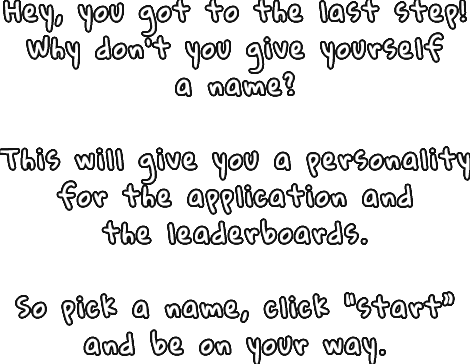 Hey, you got to the last step!
Why don't you give yourself
a name?
This will give you a personality
for the application and
the leaderboards.
So pick a name, click "start"
and be on your way.